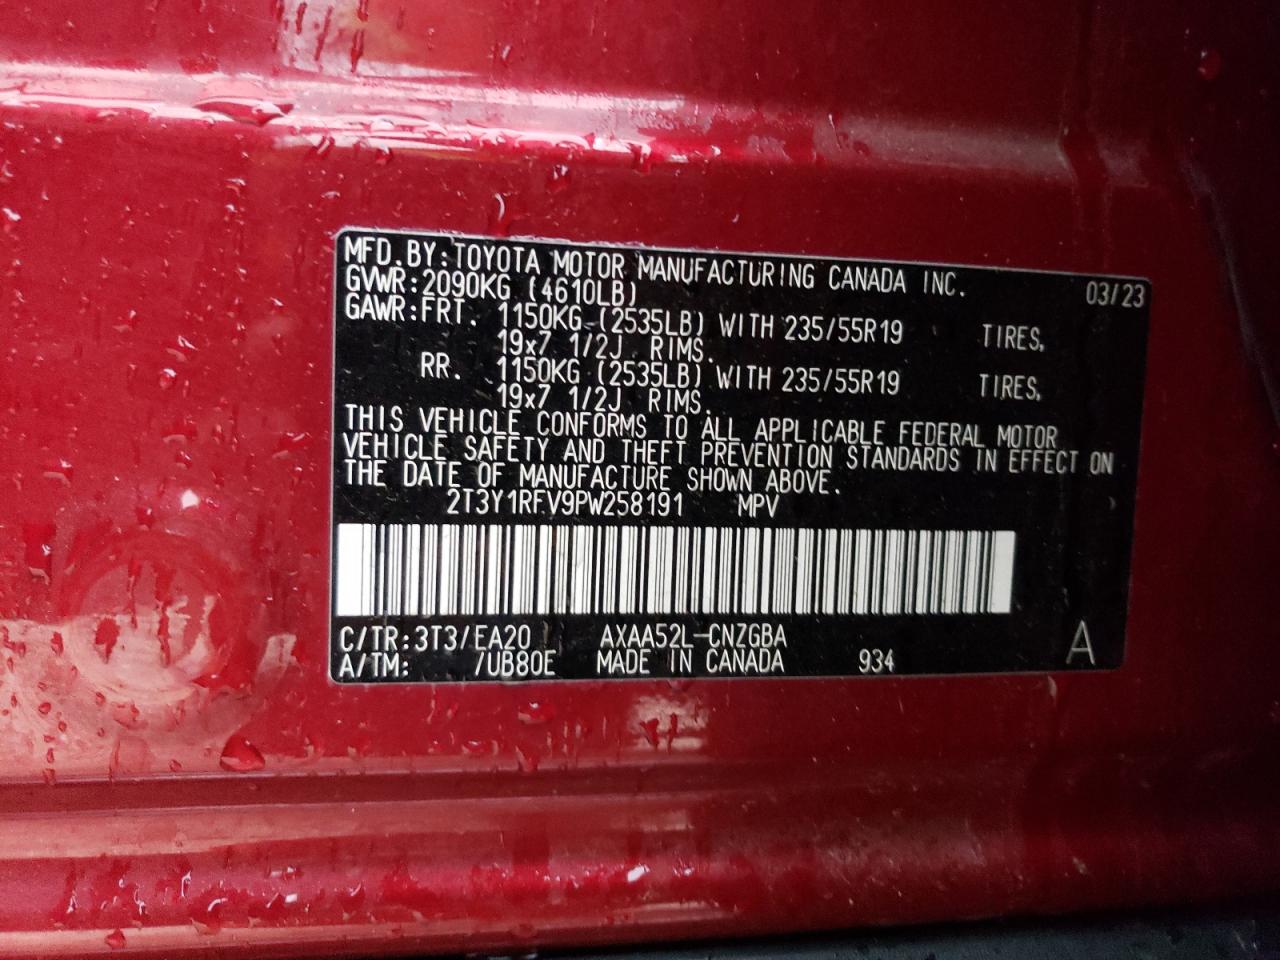 MFD.BY:TOYOTA MOTOR MANUFACTURING CANADA INC.
GVWR:2090KG (4610LB) 03/23
GAWR:FRT. 1150KG (2535LB) WITH 235/55R19 TIRES,
19x7 1/2J RIMS.
RR. 1150KG (2535LB) WITH 235/55R19 TIRES,
19x7 1/2J RIMS.
THIS VEHICLE CONFORMS TO ALL APPLICABLE FEDERAL MOTOR
VEHICLE SAFETY AND THEFT PREVENTION STANDARDS IN EFFECT ON
THE DATE OF MANUFACTURE SHOWN ABOVE.
2T3Y1RFV9PW258191 MPV
C/TR:3T3/EA20 AXAA52L-CNZGBA
A/TM: /UB80E MADE IN CANADA 934 A